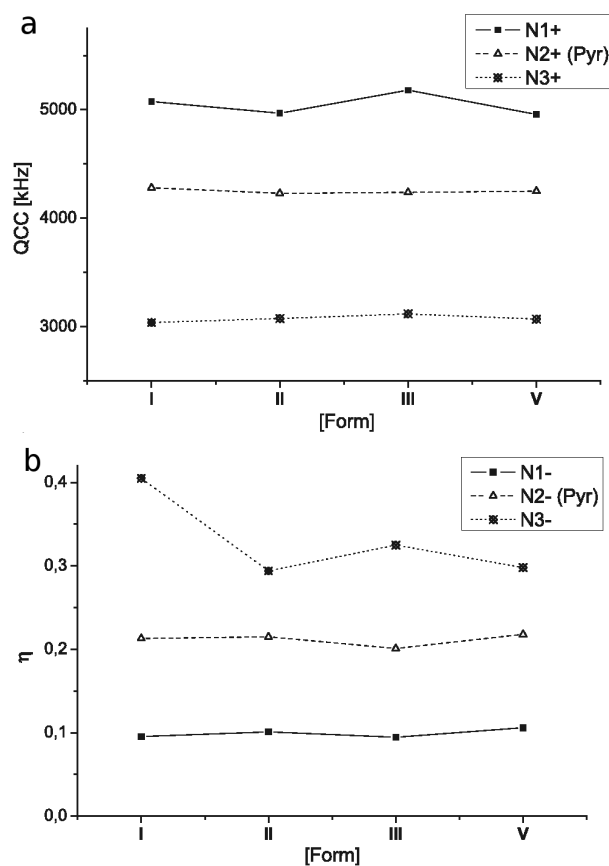 a
N1+
N2+ (Pyr)
N3+
5000
4000
3000
QCC [kHz]
I II III V
[Form]
b
N1-
N2- (Pyr)
N3-
0,4
0,3
0,2
0,1
0,0
η
I II III V
[Form]